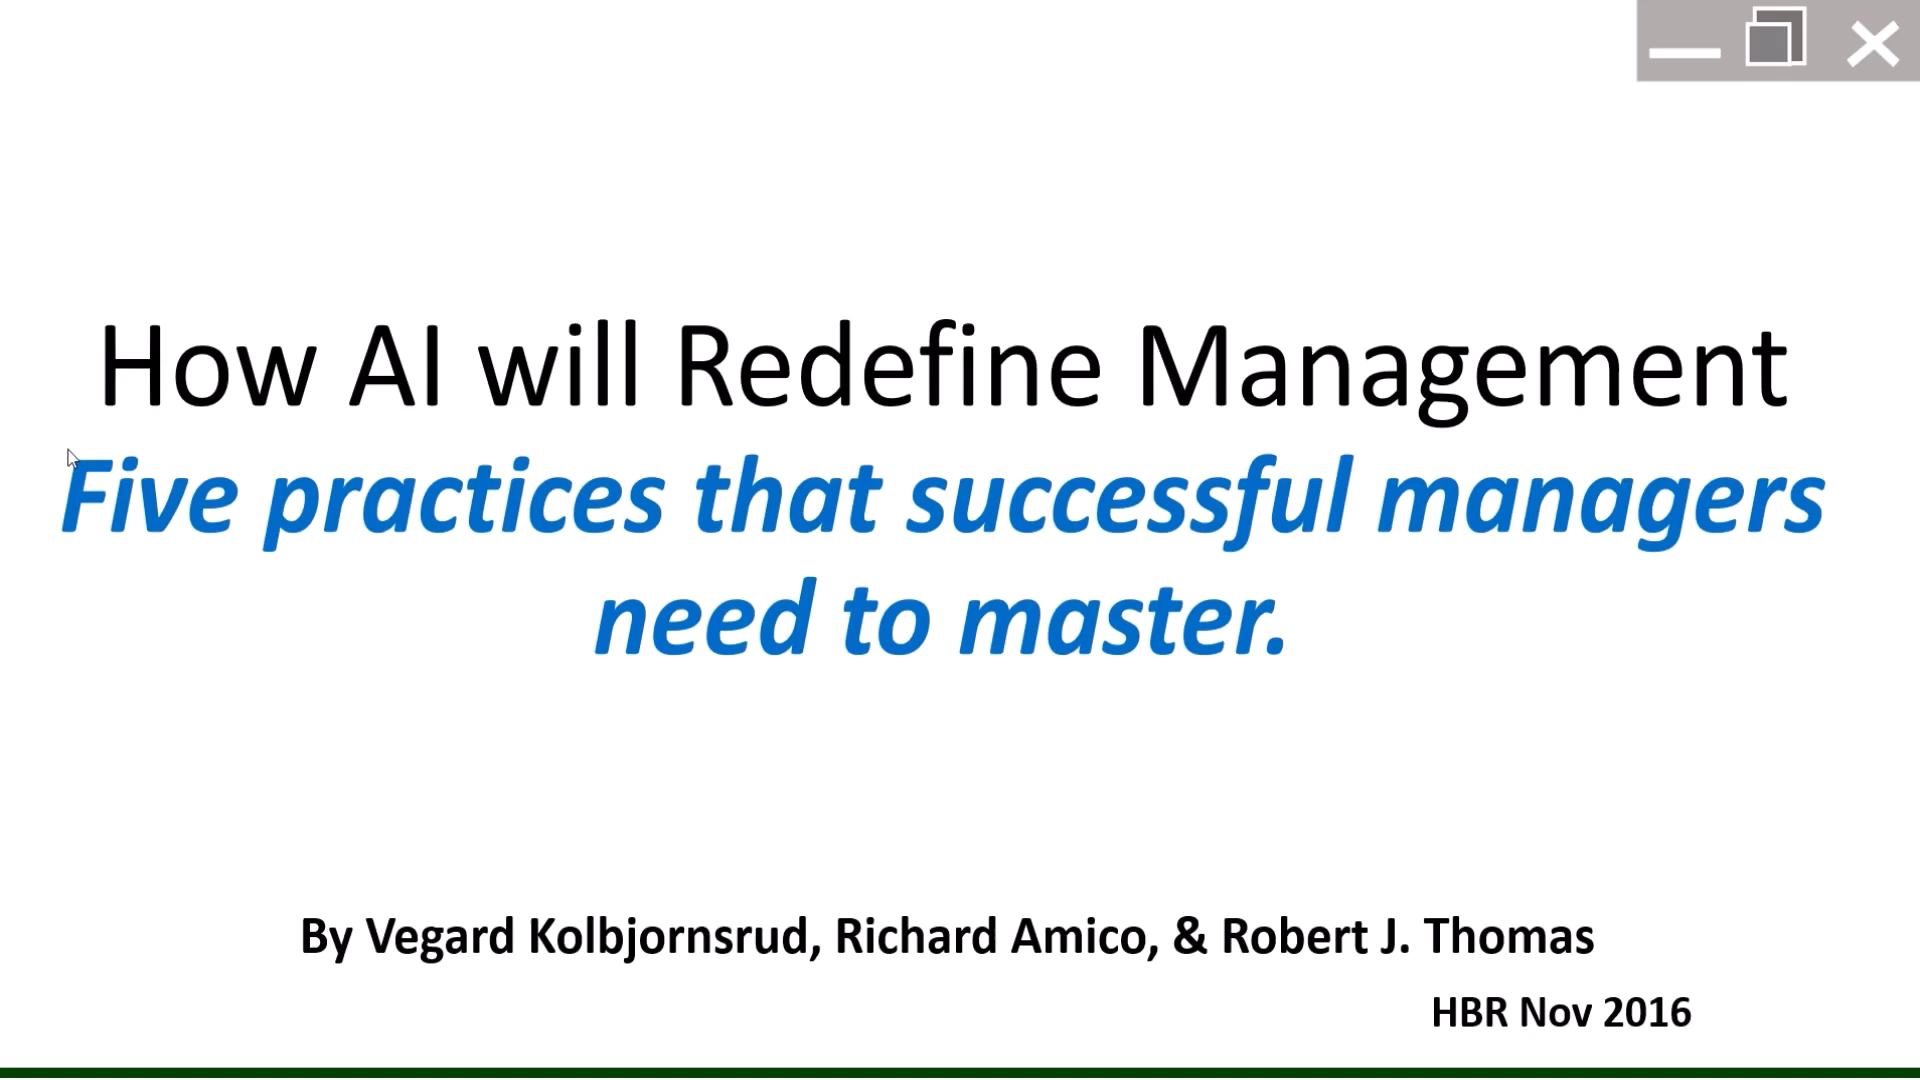 How AI will Redefine Management
Five practices that successful managers
need to master.
By Vegard Kolbjornsrud, Richard Amico, & Robert J. Thomas
HBR Nov 2016